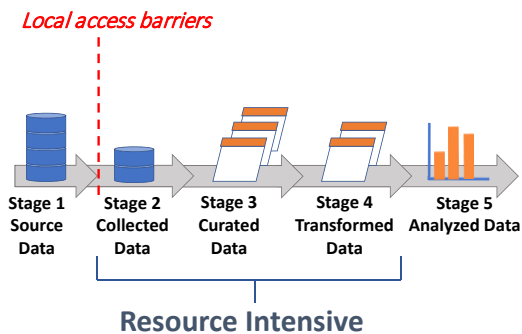 Local access barriers
Stage 1
Source
Data
Stage 2
Collected
Data
Stage 3
Curated
Data
Stage 4
Transformed
Data
Stage 5
Analyzed Data
Resource Intensive